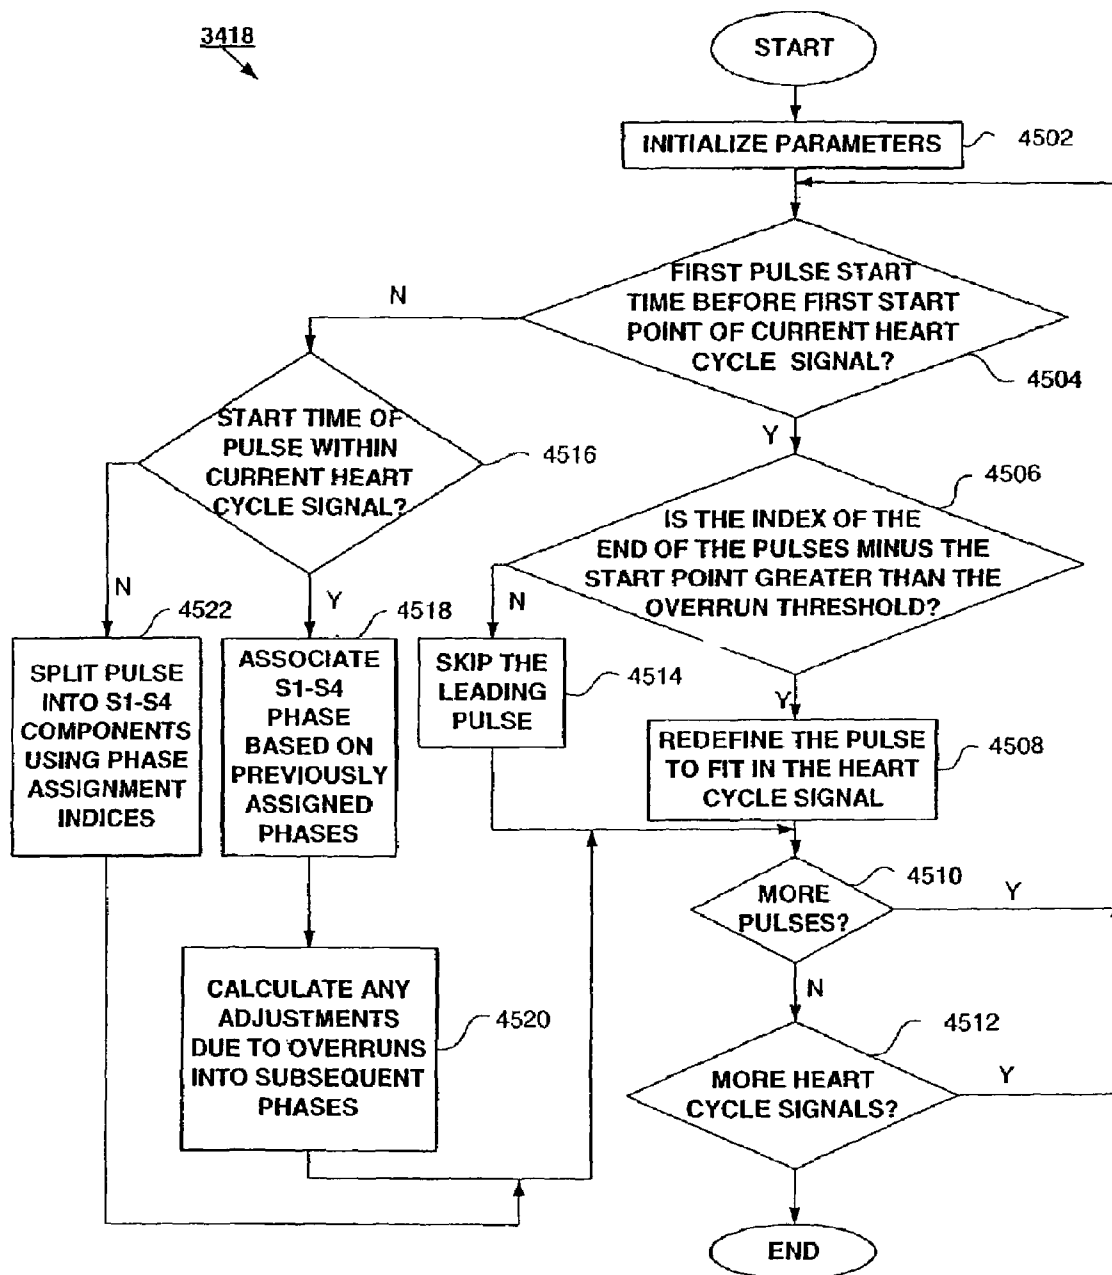 3418
START
INITIALIZE PARAMETERS
4502
FIRST PULSE START
TIME BEFORE FIRST START
POINT OF CURRENT HEART
CYCLE SIGNAL?
4504
N
Y
START TIME OF
PULSE WITHIN
CURRENT HEART
CYCLE SIGNAL?
4516
N
Y
IS THE INDEX OF THE
END OF THE PULSES MINUS THE
START POINT GREATER THAN THE
OVERRUN THRESHOLD?
4506
N
Y
4522
SPLIT PULSE
INTO S1-S4
COMPONENTS
USING PHASE
ASSIGNMENT
INDICES
4518
ASSOCIATE
S1-S4
PHASE
BASED ON
PREVIOUSLY
ASSIGNED
PHASES
SKIP THE
LEADING
PULSE
4514
REDEFINE THE PULSE
TO FIT IN THE HEART
CYCLE SIGNAL
4508
MORE
PULSES?
4510
Y
N
CALCULATE ANY
ADJUSTMENTS
DUE TO OVERRUNS
INTO SUBSEQUENT
PHASES
4520
MORE HEART
CYCLE SIGNALS?
4512
Y
END